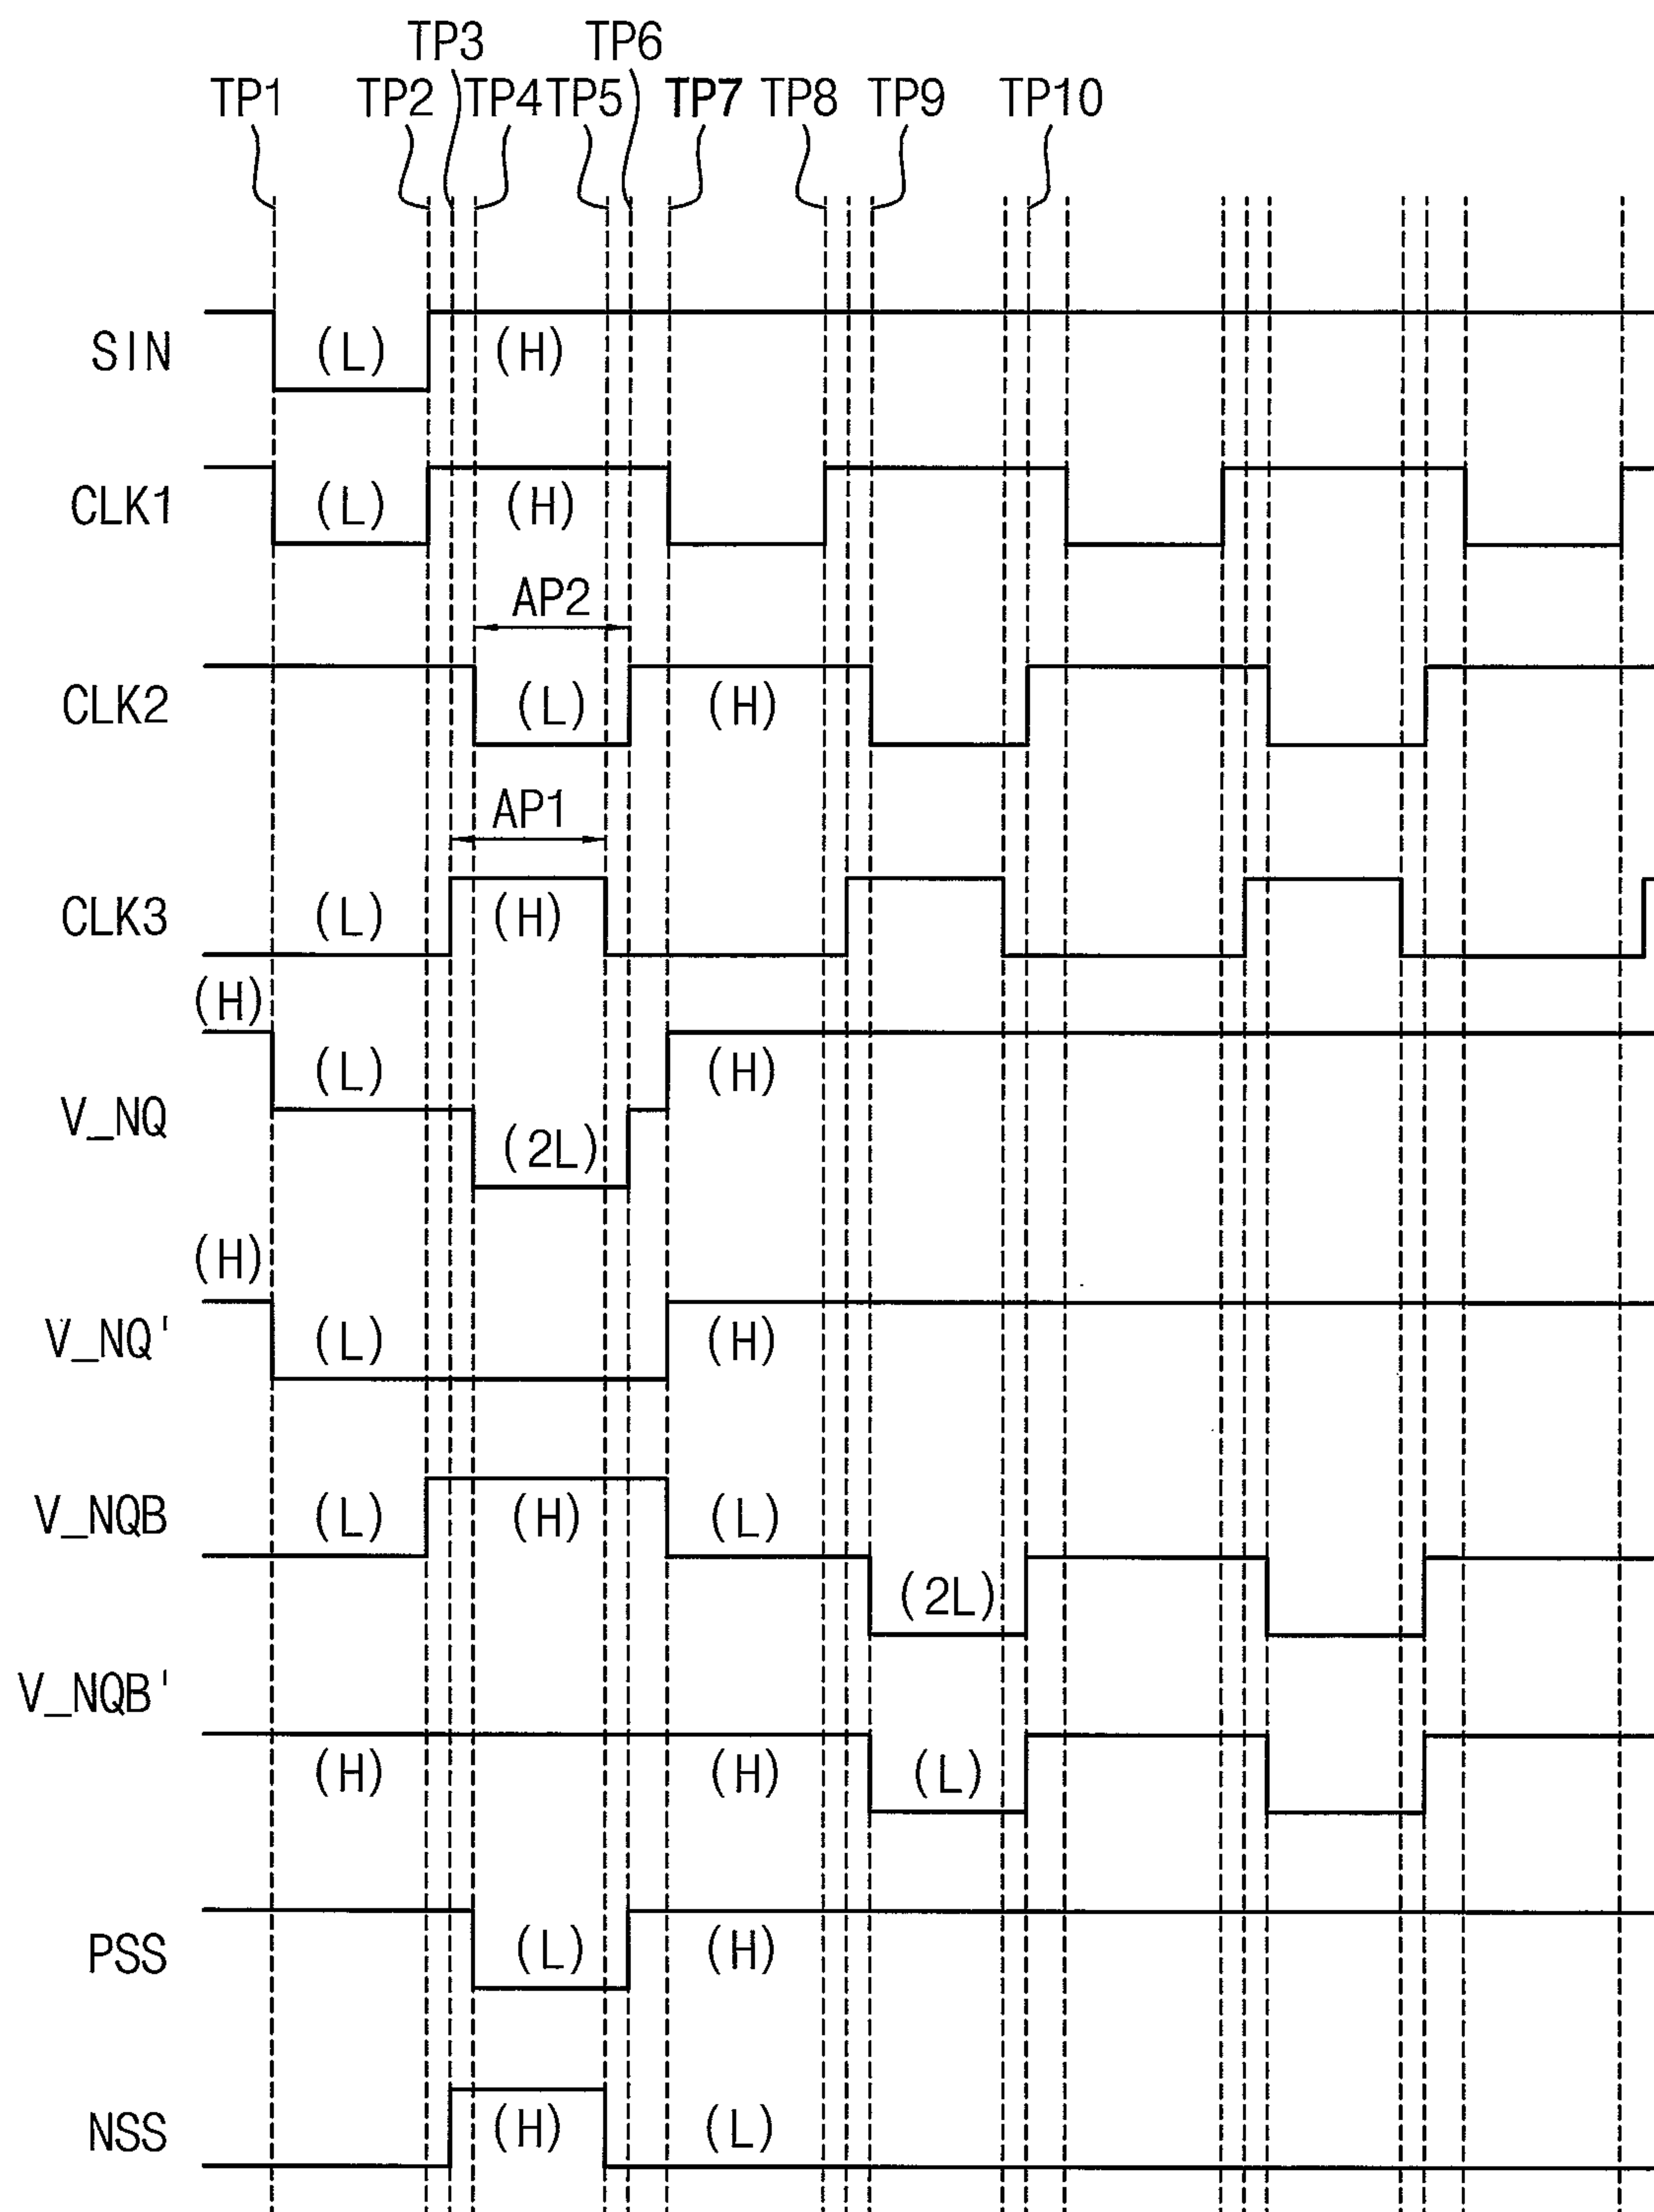 TP3 TP6
TP1 TP2 TP4 TP5 TP7 TP8 TP9 TP10
SIN (L) (H)
CLK1 (L) (H)
AP2
CLK2 (L) (H)
AP1
CLK3 (L) (H)
(H)
V_NQ (L) (2L) (H)
(H)
V_NQ' (L) (H)
V_NQB (L) (H) (L) (2L)
V_NQB' (H) (H) (L)
PSS (L) (H)
NSS (H) (L)